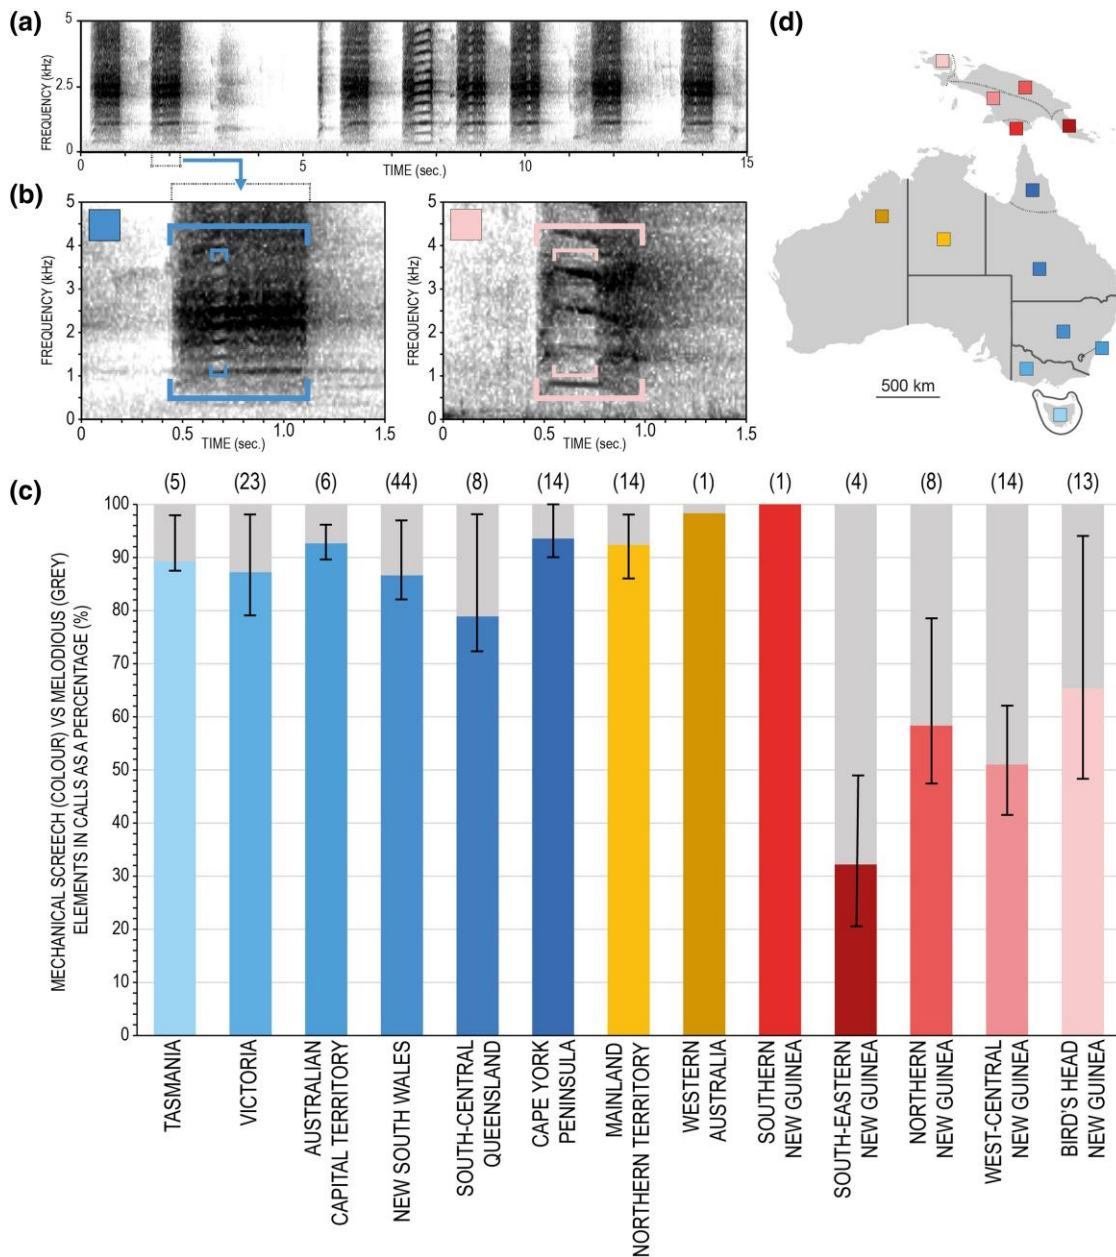 (a)
FREQUENCY (kHz)
5
2.5
0
0
5
10
15
TIME (sec.)
(b)
FREQUENCY (kHz)
5
4
3
2
1
0
0
0.5
1.0
1.5
TIME (sec.)
FREQUENCY (kHz)
5
4
3
2
1
0
0
0.5
1.0
1.5
TIME (sec.)
(d)
500 km
(c)
(5) (23) (6) (44) (8) (14) (14) (1) (1) (4) (8) (14) (13)
MECHANICAL SCREECH (COLOUR) VS MELODIOUS (GREY)
ELEMENTS IN CALLS AS A PERCENTAGE (%)
100
90
80
70
60
50
40
30
20
10
0
TASMANIA
VICTORIA
AUSTRALIAN
CAPITAL TERRITORY
NEW SOUTH WALES
SOUTH-CENTRAL
QUEENSLAND
CAPE YORK
PENINSULA
MAINLAND
NORTHERN TERRITORY
WESTERN
AUSTRALIA
SOUTHERN
NEW GUINEA
SOUTH-EASTERN
NEW GUINEA
NORTHERN
NEW GUINEA
WEST-CENTRAL
NEW GUINEA
BIRD'S HEAD
NEW GUINEA